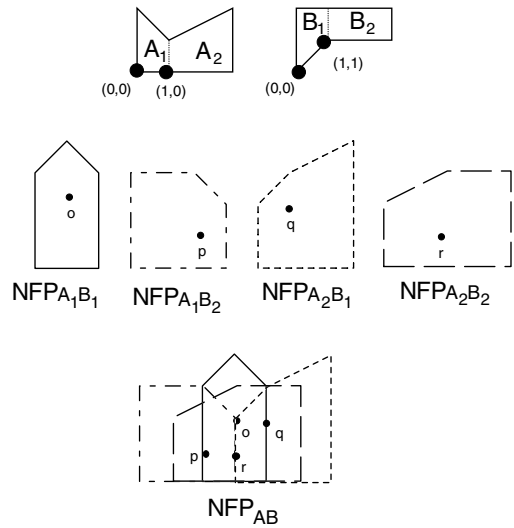 A₁ A₂ B₁ B₂
(0,0) (1,0) (0,0) (1,1)
o p q r
NFPA₁B₁ NFPA₁B₂ NFPA₂B₁ NFPA₂B₂
o q
p r
NFPAB